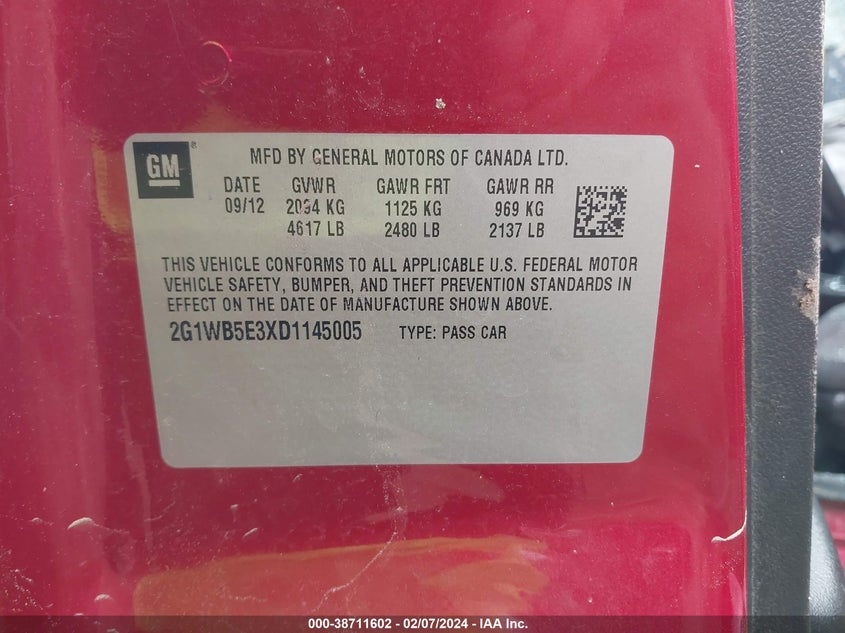 GM ®
MFD BY GENERAL MOTORS OF CANADA LTD.
DATE GVWR GAWR FRT GAWR RR
09/12 2094 KG 1125 KG 969 KG
4617 LB 2480 LB 2137 LB
THIS VEHICLE CONFORMS TO ALL APPLICABLE U.S. FEDERAL MOTOR
VEHICLE SAFETY, BUMPER, AND THEFT PREVENTION STANDARDS IN
EFFECT ON THE DATE OF MANUFACTURE SHOWN ABOVE.
2G1WB5E3XD1145005 TYPE: PASS CAR
000-38711602 - 02/07/2024 - IAA Inc.